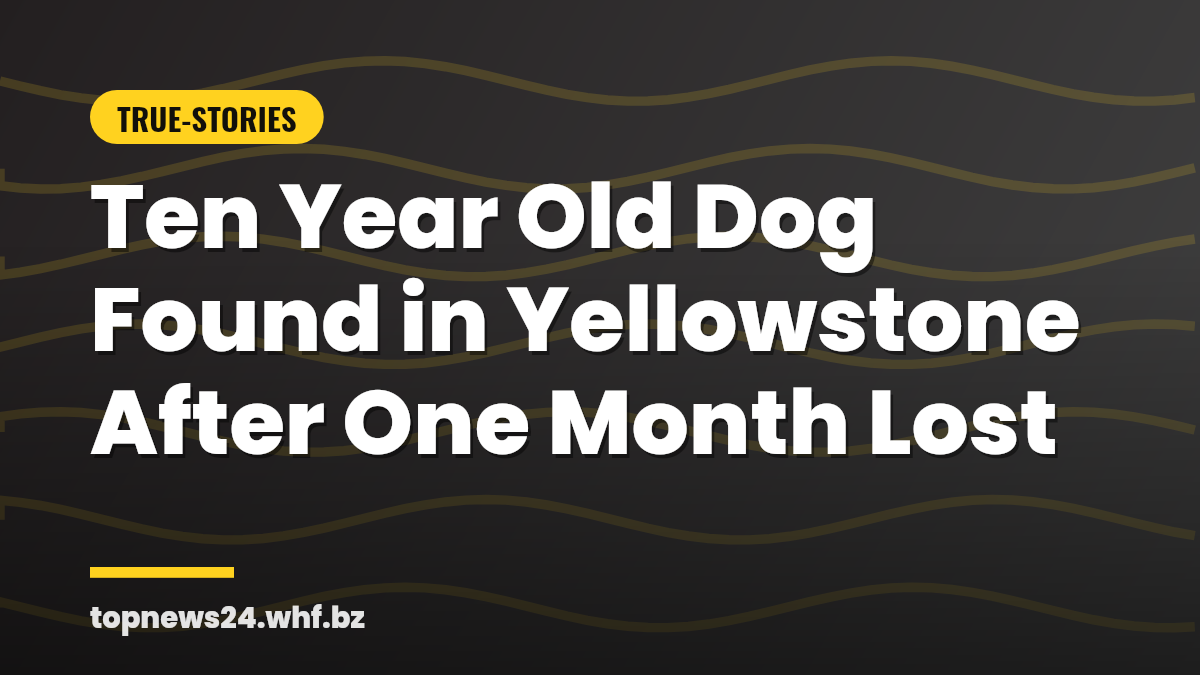 TRUE-STORIES
Ten Year Old Dog
Found in Yellowstone
After One Month Lost
topnews24.whf.bz